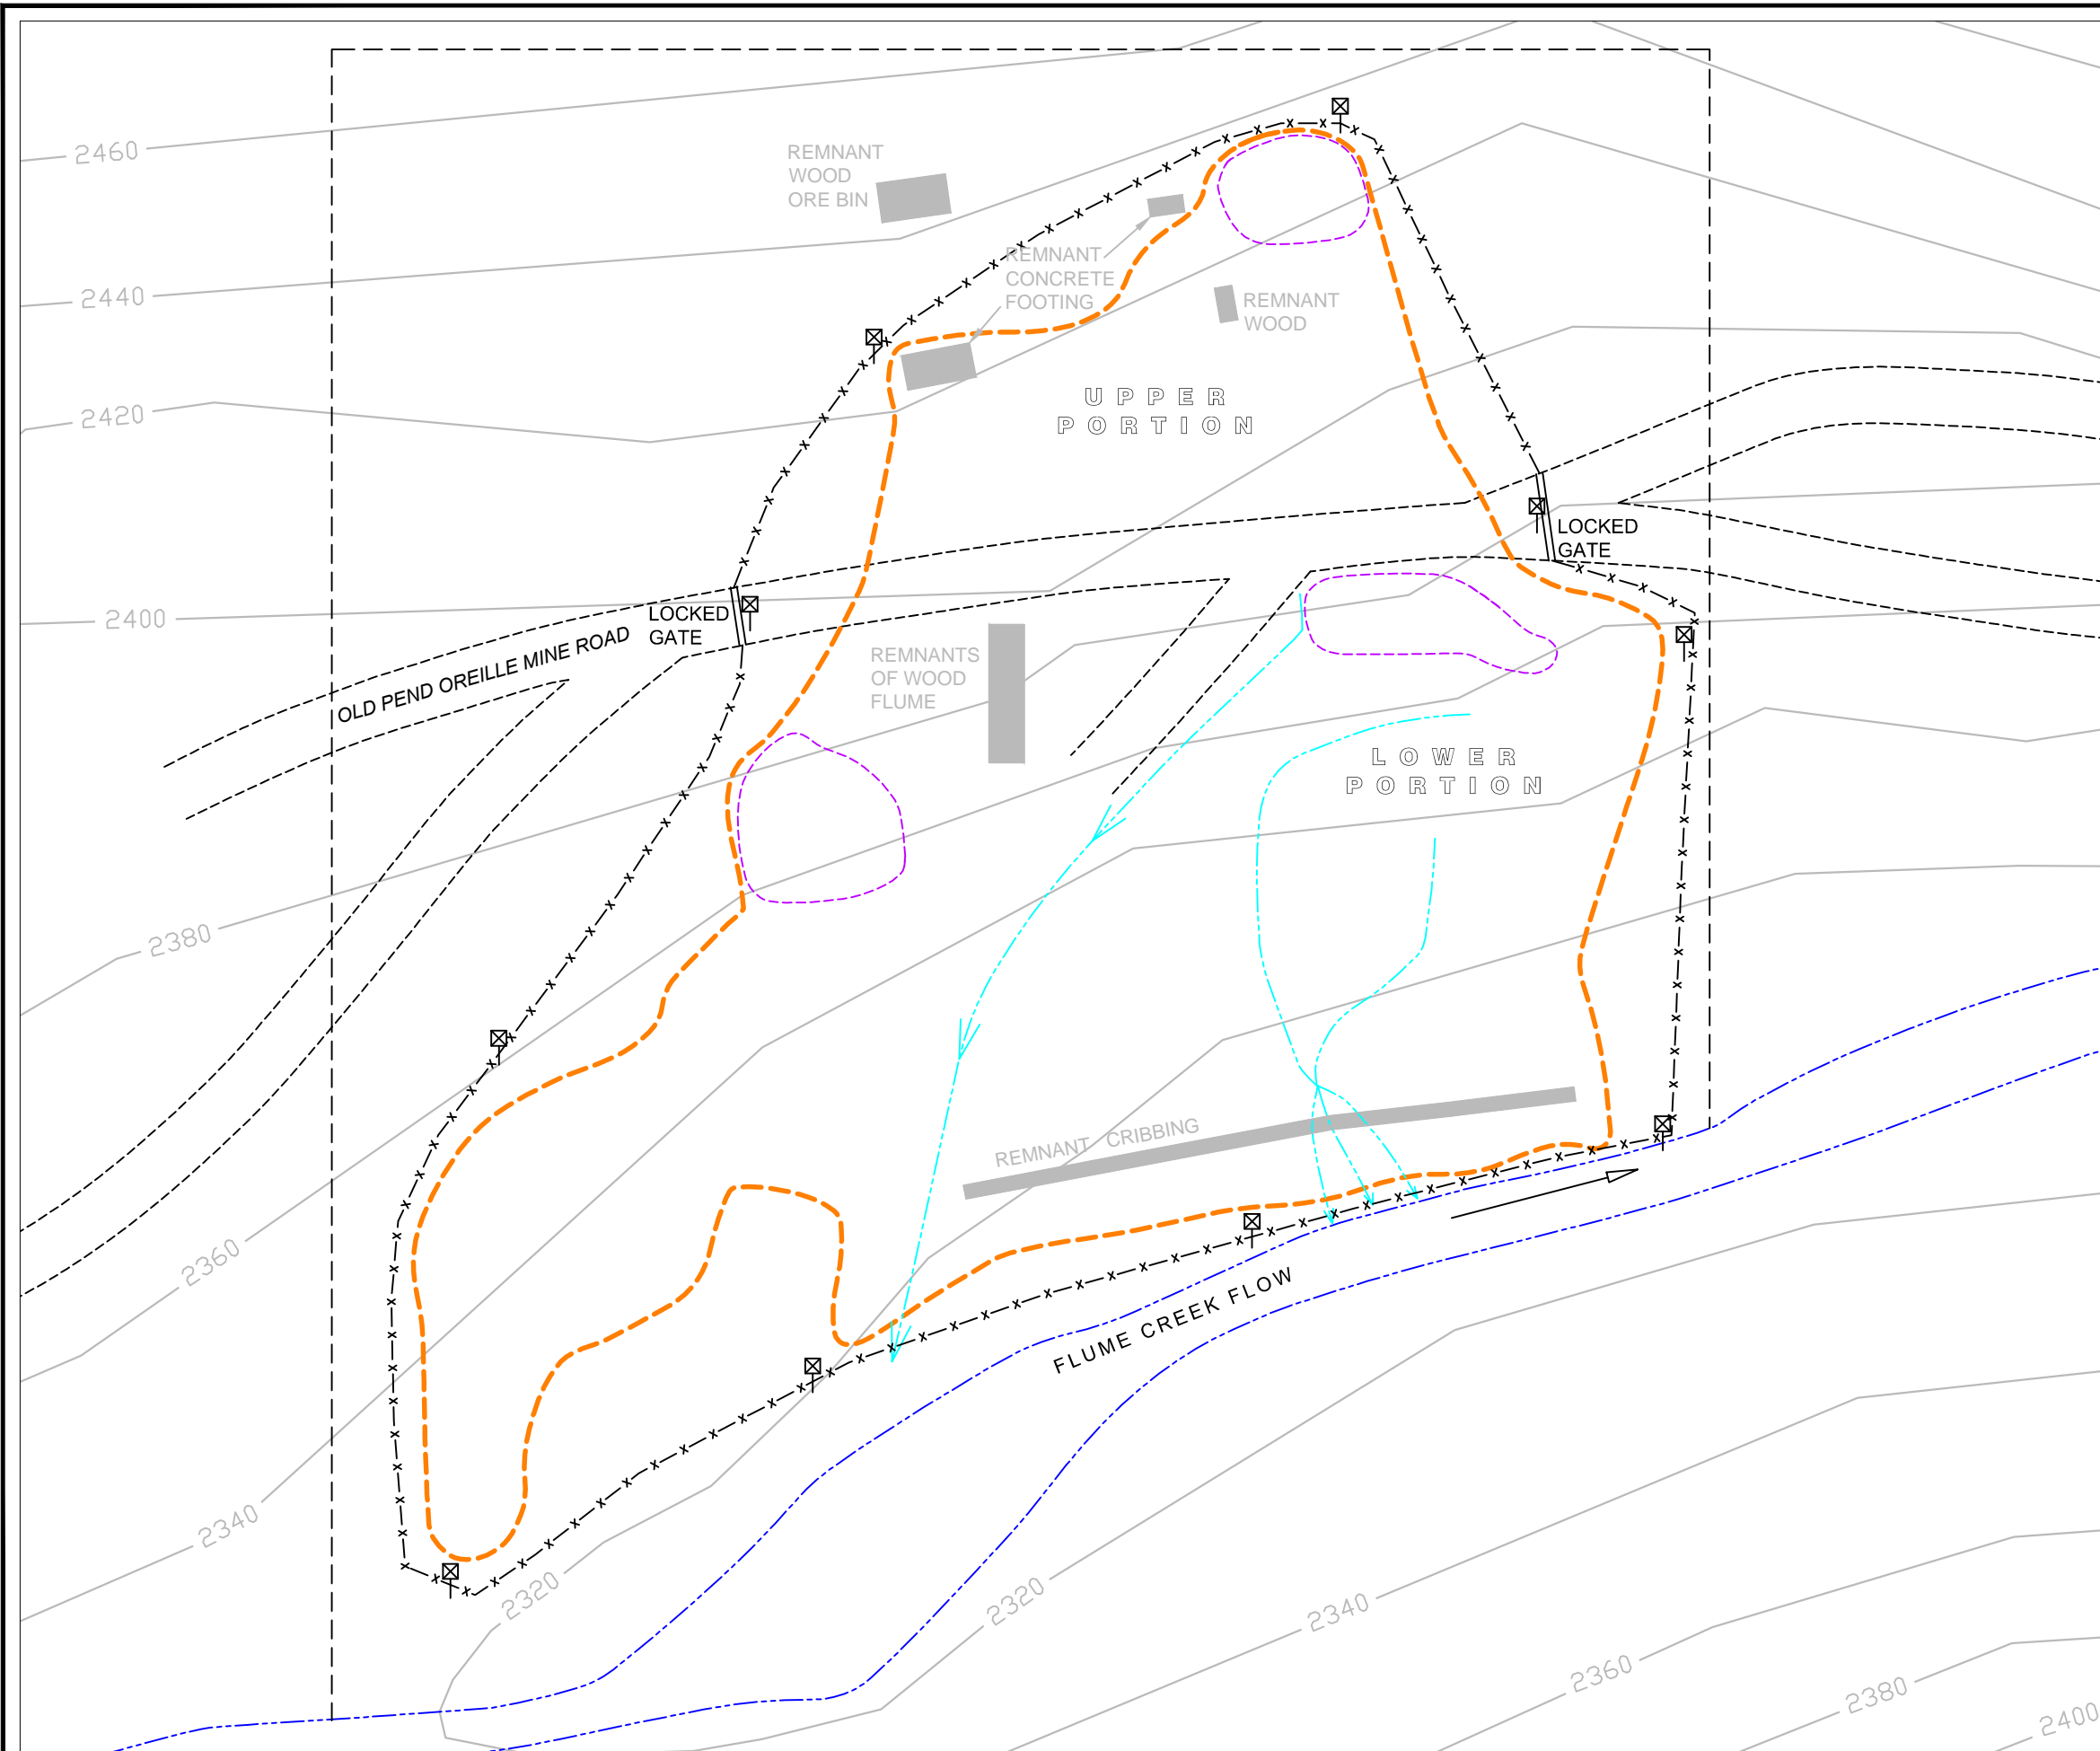 2460
REMNANT
WOOD
ORE BIN
2440
REMNANT
CONCRETE
FOOTING
REMNANT
WOOD
2420
UPPER
PORTION
LOCKED
GATE
2400
LOCKED
GATE
OLD PEND OREILLE MINE ROAD
REMNANTS
OF WOOD
FLUME
LOWER
PORTION
2380
REMNANT CRIBBING
2360
FLUME CREEK FLOW
2340
2320
2320
2340
2360
2380
2400